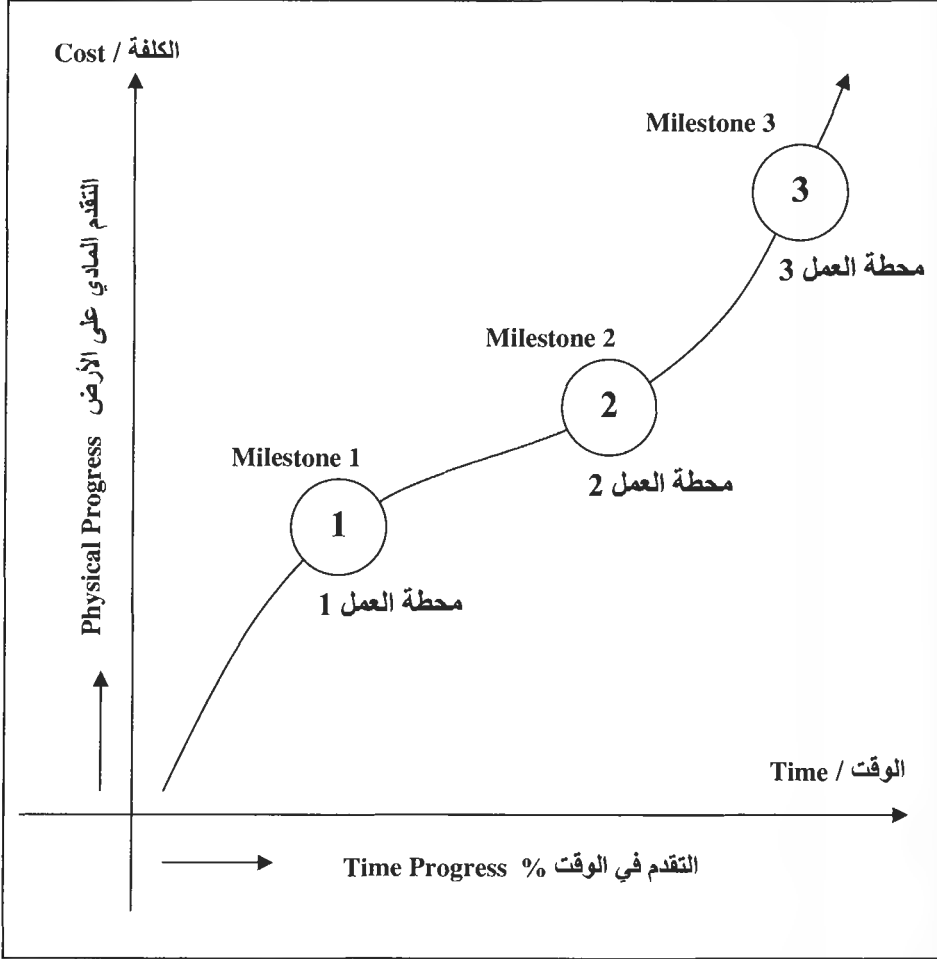 Cost / الكلفة
Milestone 3
3
محطة العمل 3
Milestone 2
2
محطة العمل 2
Milestone 1
1
محطة العمل 1
Physical Progress التقدم المادي على الأرض
Time / الوقت
Time Progress % التقدم في الوقت